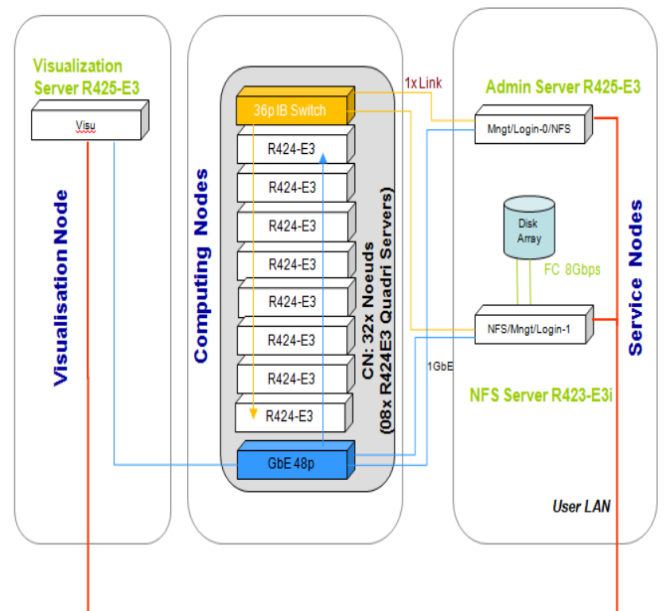 Visualization
Server R425-E3
Visu
Visualisation Node
Computing Nodes
36p IB Switch
R424-E3
R424-E3
R424-E3
R424-E3
R424-E3
R424-E3
R424-E3
R424-E3
GbE 48p
CN: 32x Noeuds
(08x R424E3 Quadri Servers)
1x Link
1GbE
Admin Server R425-E3
Mngt/Login-0/NFS
Disk
Array
FC 8Gbps
NFS/Mngt/Login-1
NFS Server R423-E3i
Service Nodes
User LAN